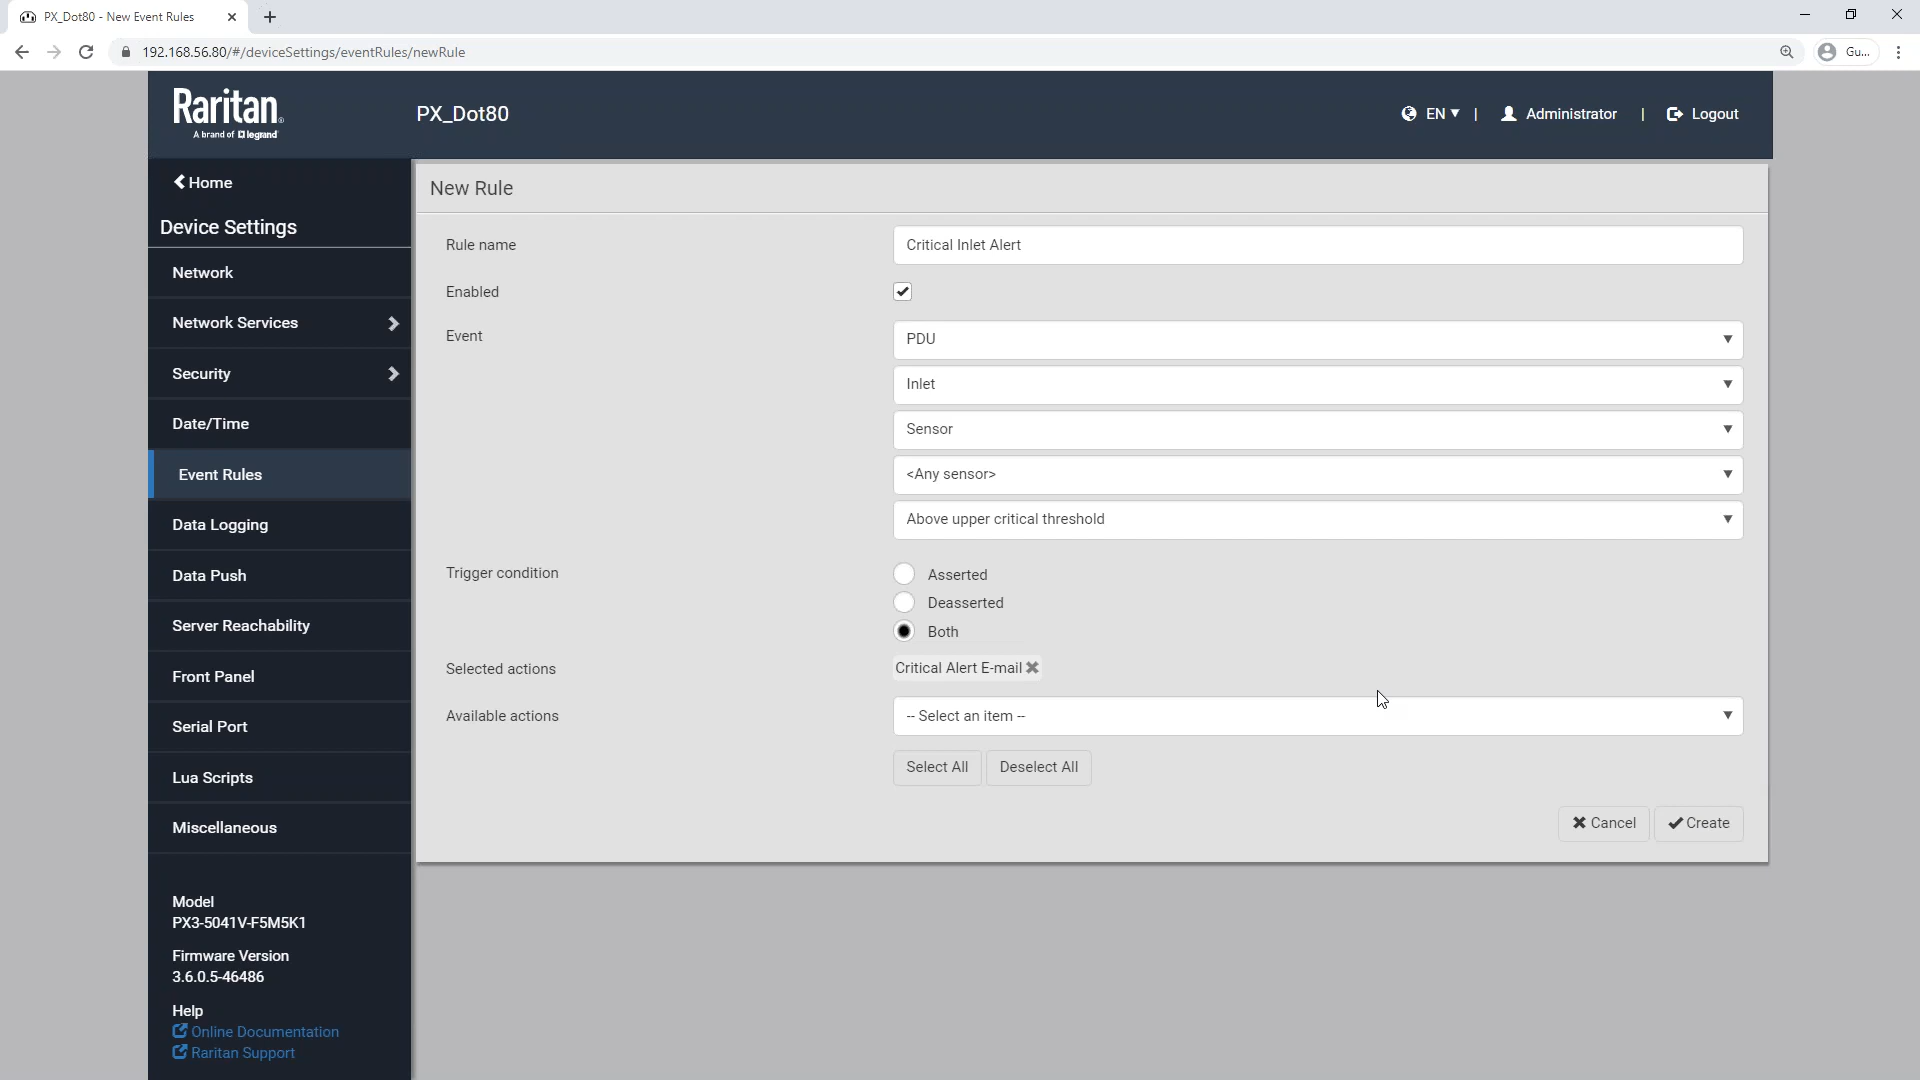 PX_Dot80 - New Event Rules
192.168.56.80/#/deviceSettings/eventRules/newRule
Gu...
Raritan.
A brand of legrand
PX_Dot80
EN
|
Administrator
|
Logout
Home
Device Settings
Network
Network Services
Security
Date/Time
Event Rules
Data Logging
Data Push
Server Reachability
Front Panel
Serial Port
Lua Scripts
Miscellaneous
Model
PX3-5041V-F5M5K1
Firmware Version
3.6.0.5-46486
Help
Online Documentation
Raritan Support
New Rule
Rule name
Critical Inlet Alert
Enabled
Event
PDU
Inlet
Sensor
<Any sensor>
Above upper critical threshold
Trigger condition
Asserted
Deasserted
Both
Selected actions
Critical Alert E-mail
Available actions
-- Select an item --
Select All
Deselect All
Cancel
Create